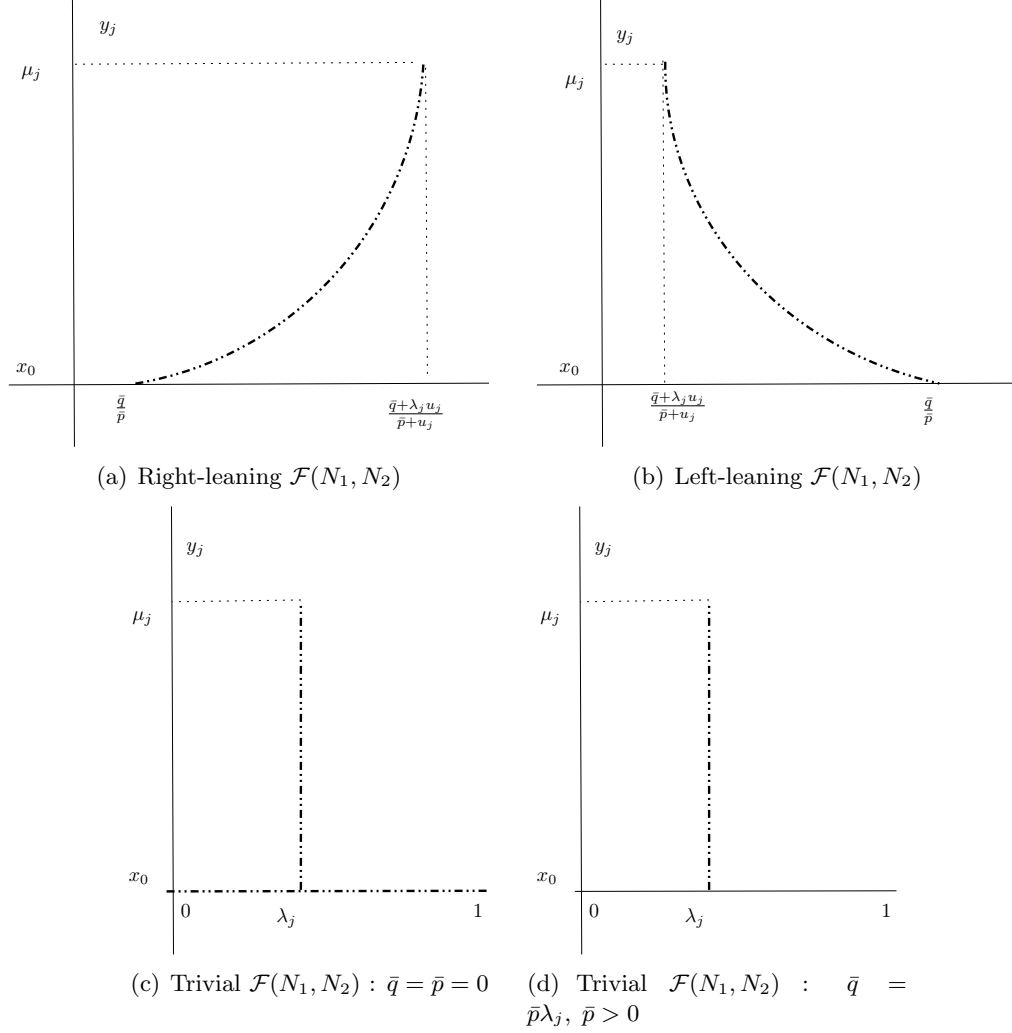 y_j
μ_j
x_0
q̄/p̄
(q̄+λ_j u_j)/(p̄+u_j)
(a) Right-leaning 𝓕(N_1, N_2)
y_j
μ_j
x_0
(q̄+λ_j u_j)/(p̄+u_j)
q̄/p̄
(b) Left-leaning 𝓕(N_1, N_2)
y_j
μ_j
x_0
0
λ_j
1
(c) Trivial 𝓕(N_1, N_2) : q̄ = p̄ = 0
y_j
μ_j
x_0
0
λ_j
1
(d) Trivial 𝓕(N_1, N_2) : q̄ =
p̄λ_j, p̄ > 0